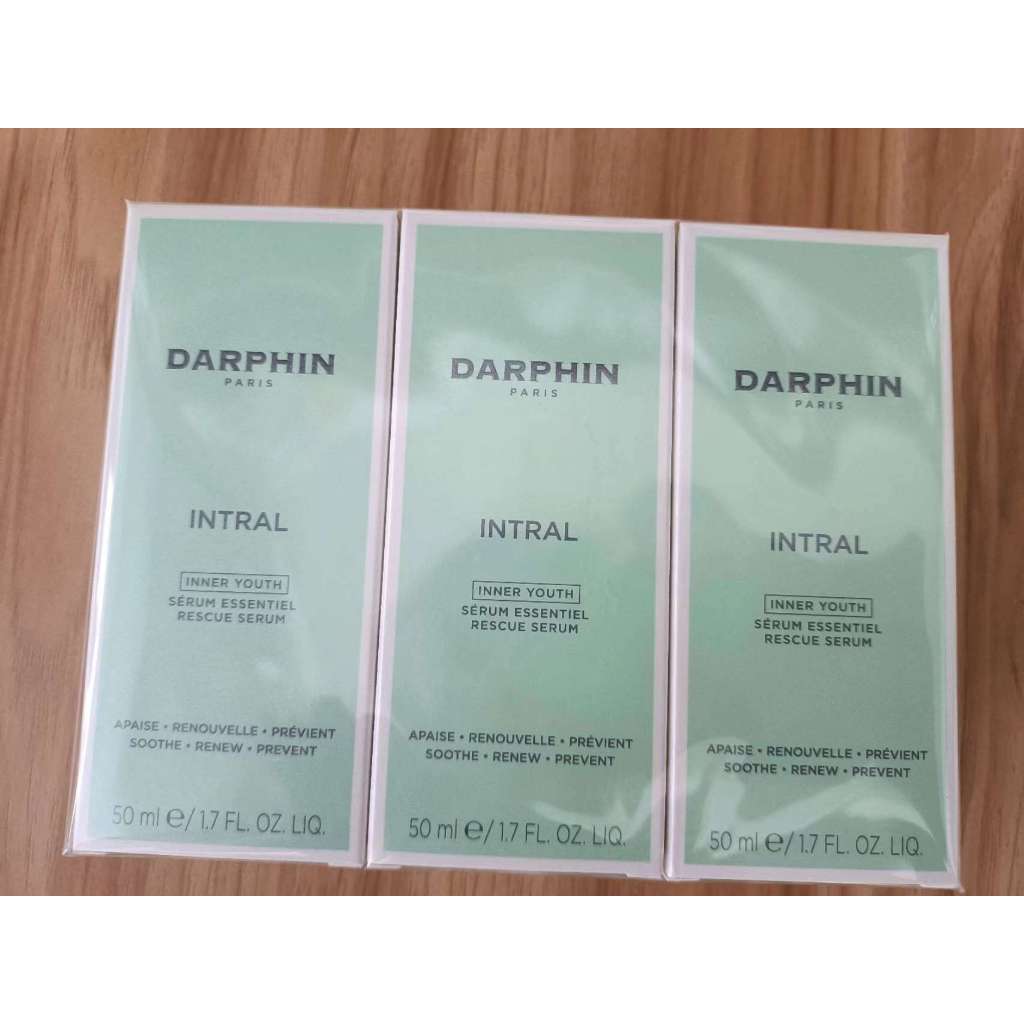 DARPHIN
PARIS
INTRAL
INNER YOUTH
SÉRUM ESSENTIEL
RESCUE SERUM
APAISE • RENOUVELLE • PRÉVIENT
SOOTHE • RENEW • PREVENT
50 ml e/1.7 FL. OZ. LIQ.
DARPHIN
PARIS
INTRAL
INNER YOUTH
SÉRUM ESSENTIEL
RESCUE SERUM
APAISE • RENOUVELLE • PRÉVIENT
SOOTHE • RENEW • PREVENT
50 ml e/1.7 FL. OZ. LIQ.
DARPHIN
PARIS
INTRAL
INNER YOUTH
SÉRUM ESSENTIEL
RESCUE SERUM
APAISE • RENOUVELLE • PRÉVIENT
SOOTHE • RENEW • PREVENT
50 ml e/1.7 FL. OZ. LIQ.